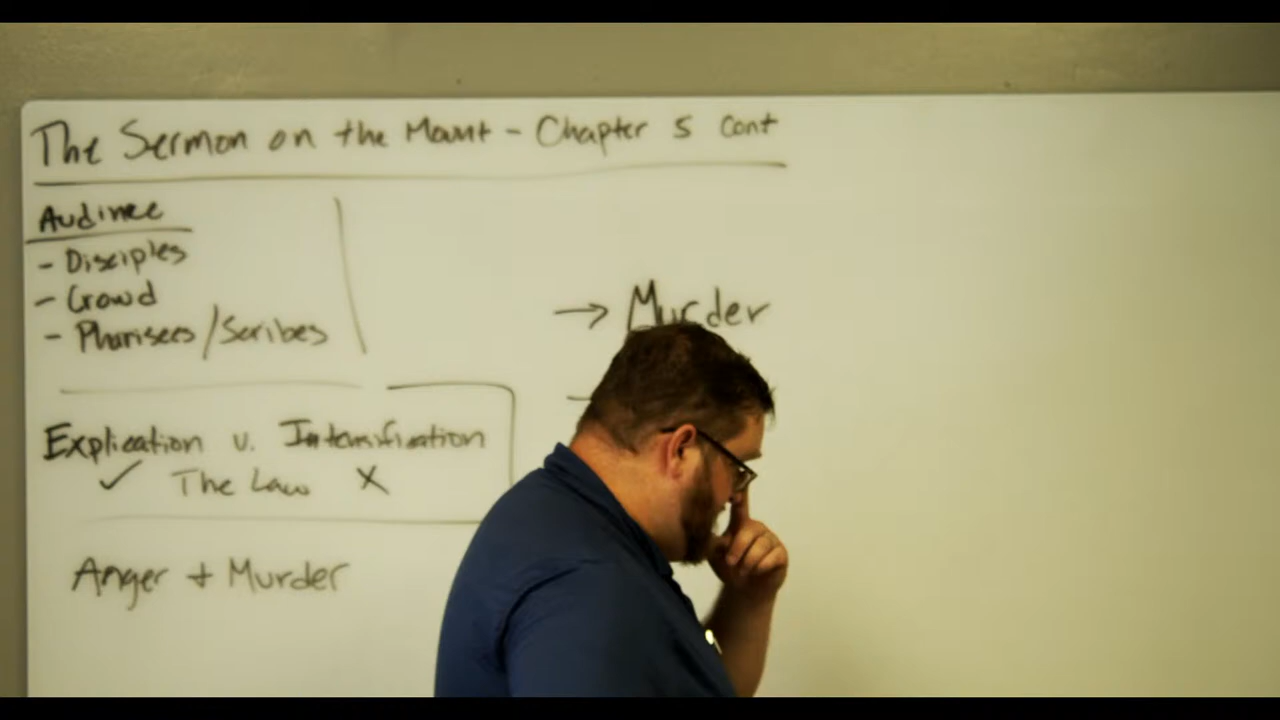 The Sermon on the Mount - Chapter 5 cont
Audinee
- Disciples
- Crowd
- Pharisees/Scribes
→ Murder
Explication v. Intensification
✓ The Law X
Anger + Murder